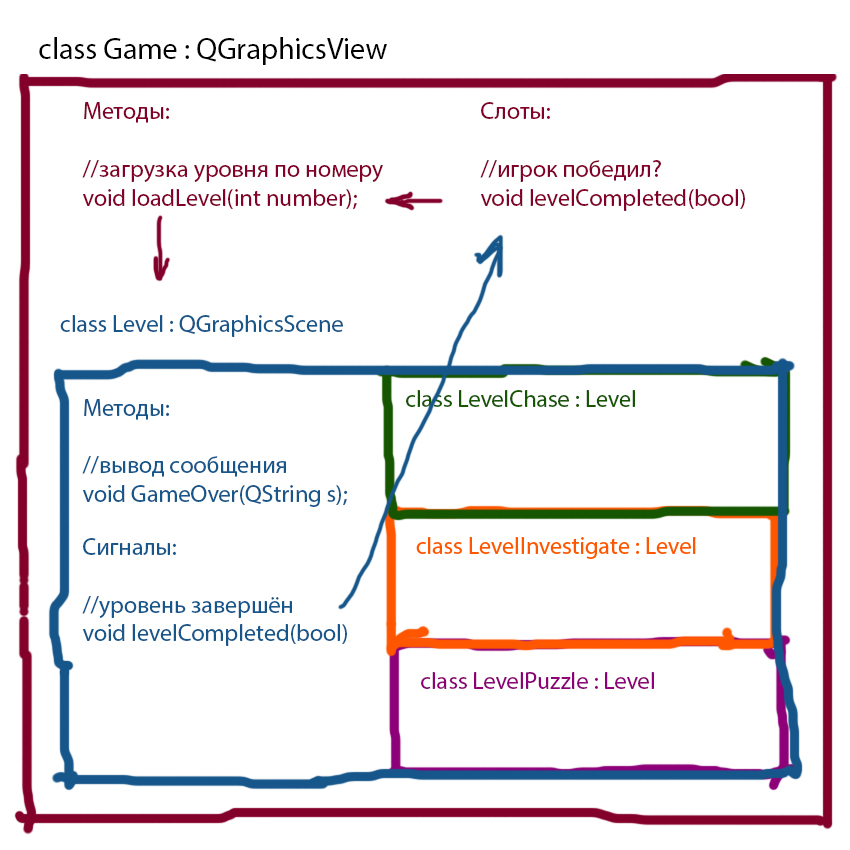 class Game : QGraphicsView
Методы:
//загрузка уровня по номеру
void loadLevel(int number);
Слоты:
//игрок победил?
void levelCompleted(bool)
class Level : QGraphicsScene
Методы:
//вывод сообщения
void GameOver(QString s);
Сигналы:
//уровень завершён
void levelCompleted(bool)
class LevelChase : Level
class LevelInvestigate : Level
class LevelPuzzle : Level